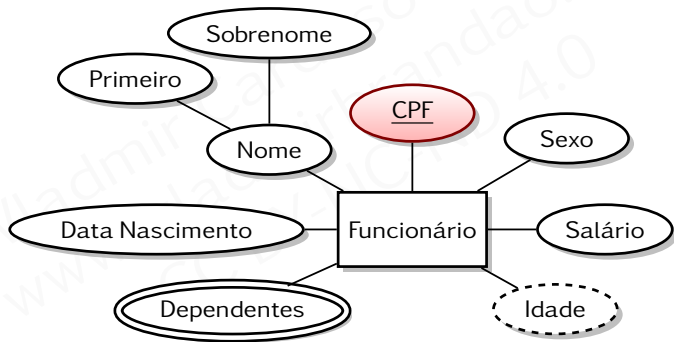 Sobrenome
Primeiro
CPF
Nome
Sexo
Data Nascimento
Funcionário
Salário
Dependentes
Idade